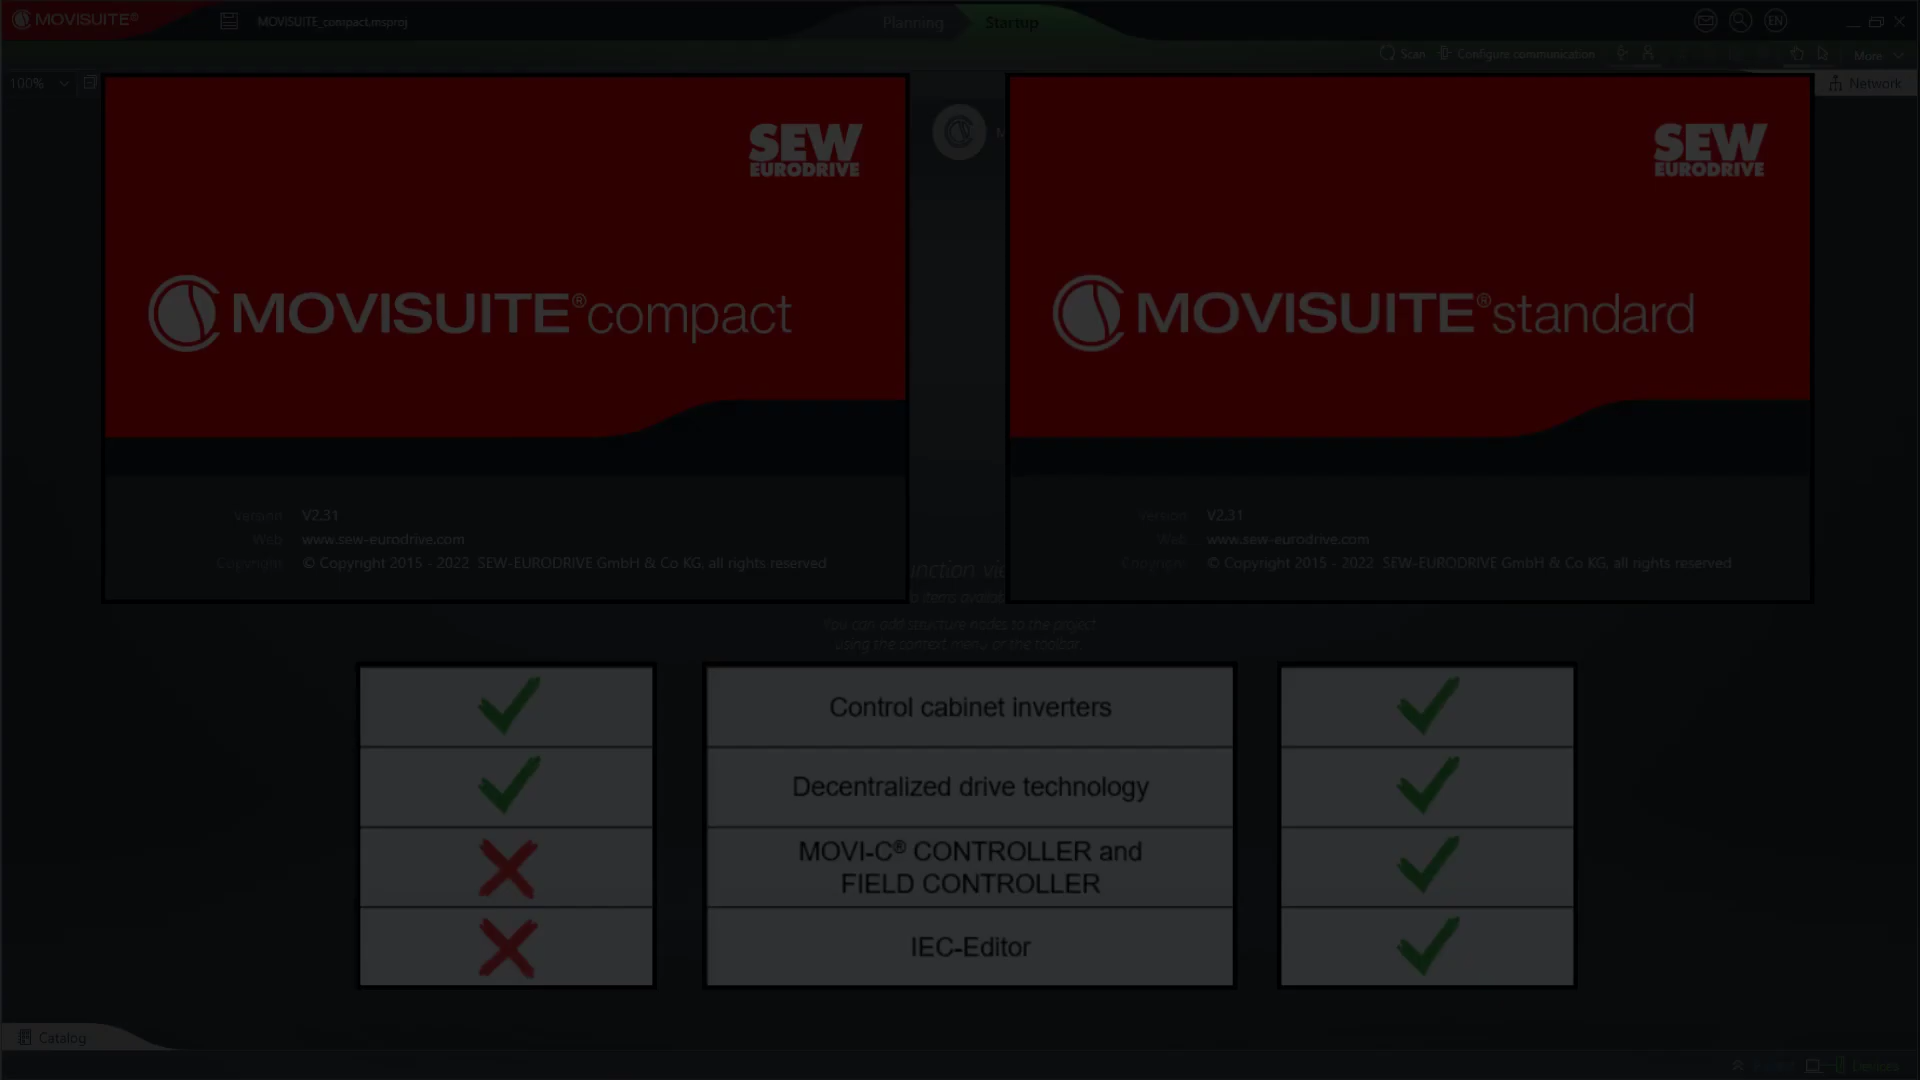 MOVISUITE®
MOVISUITE_compact.msproj
Planning
Startup
EN
Scan
Configure communication
More
100%
Network
SEW
EURODRIVE
MOVISUITE®compact
Version V2.31
Web www.sew-eurodrive.com
Copyright © Copyright 2015 - 2022 SEW-EURODRIVE GmbH & Co KG, all rights reserved
M
SEW
EURODRIVE
MOVISUITE®standard
Version V2.31
Web www.sew-eurodrive.com
Copyright © Copyright 2015 - 2022 SEW-EURODRIVE GmbH & Co KG, all rights reserved
You can add structure nodes to the project
using the context menu or the toolbar.
Control cabinet inverters
Decentralized drive technology
MOVI-C® CONTROLLER and
FIELD CONTROLLER
IEC-Editor
Catalog
Devices